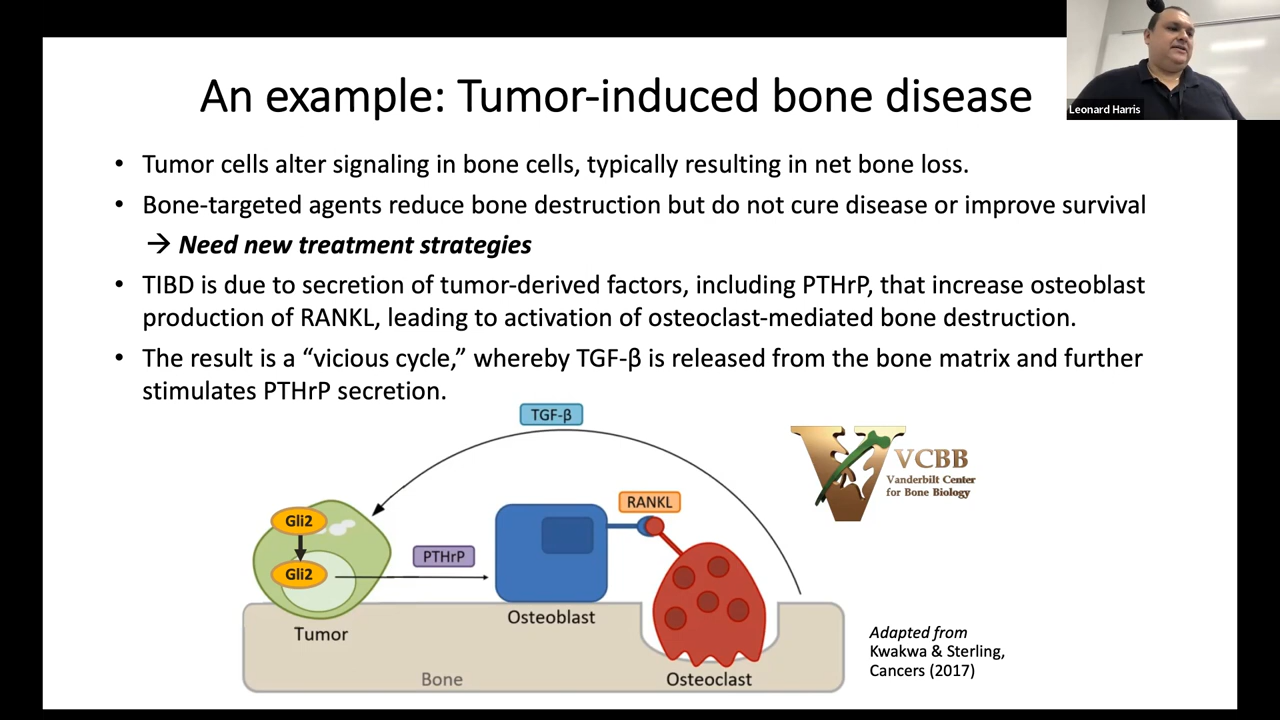 An example: Tumor-induced bone disease
Leonard Harris
• Tumor cells alter signaling in bone cells, typically resulting in net bone loss.
• Bone-targeted agents reduce bone destruction but do not cure disease or improve survival
→ Need new treatment strategies
• TIBD is due to secretion of tumor-derived factors, including PTHrP, that increase osteoblast
production of RANKL, leading to activation of osteoclast-mediated bone destruction.
• The result is a “vicious cycle,” whereby TGF-β is released from the bone matrix and further
stimulates PTHrP secretion.
TGF-β
VCBB
Vanderbilt Center
for Bone Biology
RANKL
Gli2
PTHrP
Gli2
Osteoblast
Tumor
Adapted from
Kwakwa & Sterling,
Cancers (2017)
Bone
Osteoclast